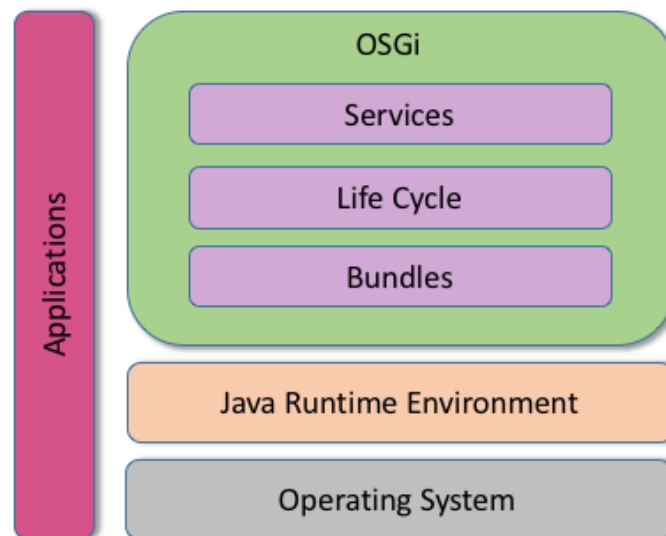 Applications
OSGi
Services
Life Cycle
Bundles
Java Runtime Environment
Operating System